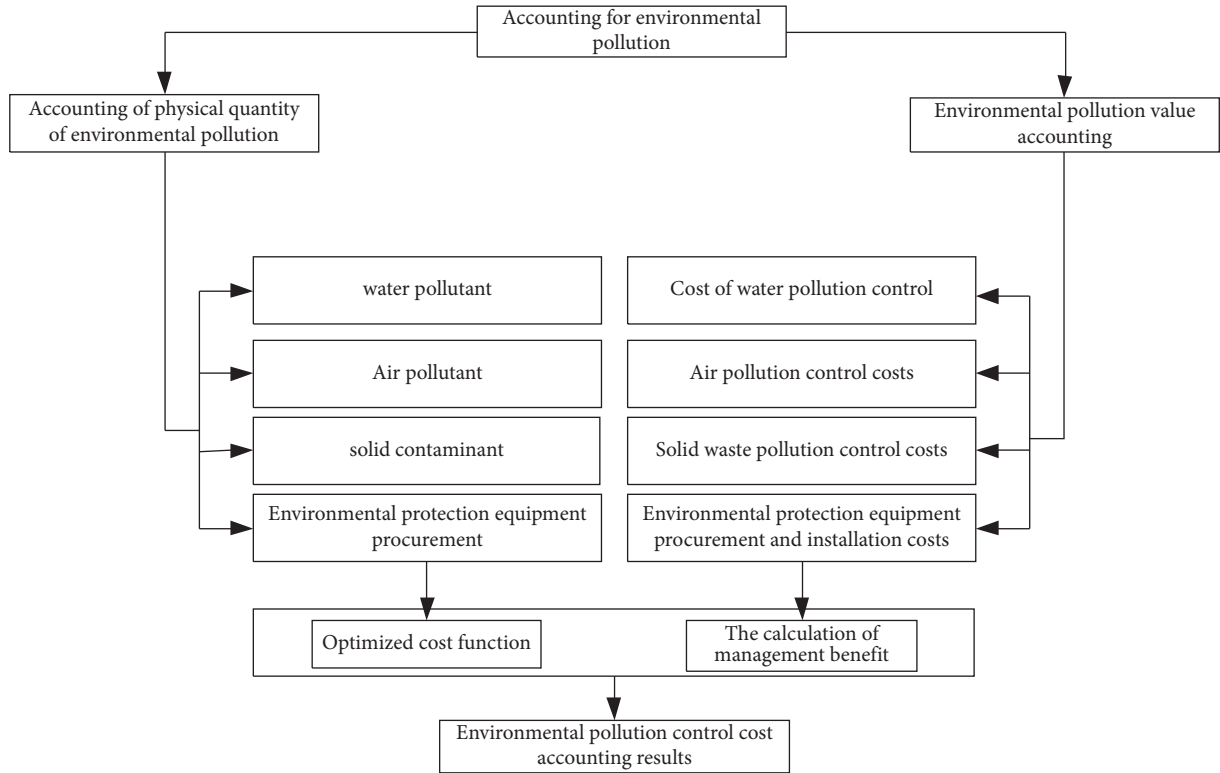 Accounting for environmental
pollution
Accounting of physical quantity
of environmental pollution
Environmental pollution value
accounting
water pollutant
Cost of water pollution control
Air pollutant
Air pollution control costs
solid contaminant
Solid waste pollution control costs
Environmental protection equipment
procurement
Environmental protection equipment
procurement and installation costs
Optimized cost function
The calculation of
management benefit
Environmental pollution control cost
accounting results